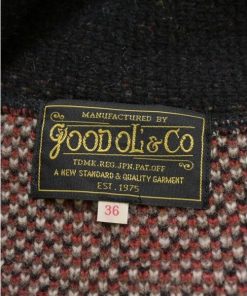 MANUFACTURED BY
GOOD OL' & CO
TDMK.REG.JPN.PAT.OFF
A NEW STANDARD & QUALITY GARMENT
EST. 1975
36